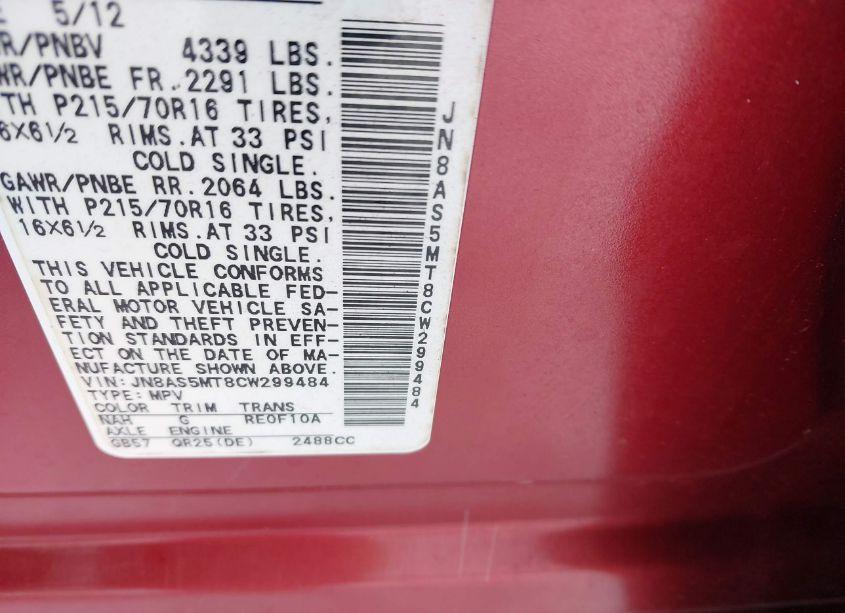 E 5/12
R/PNBV 4339 LBS.
WR/PNBE FR. 2291 LBS.
WITH P215/70R16 TIRES,
6X6½ RIMS. AT 33 PSI
COLD SINGLE.
GAWR/PNBE RR. 2064 LBS.
WITH P215/70R16 TIRES,
16X6½ RIMS. AT 33 PSI
COLD SINGLE.
THIS VEHICLE CONFORMS
TO ALL APPLICABLE FED-
ERAL MOTOR VEHICLE SA-
FETY AND THEFT PREVEN-
TION STANDARDS IN EFF-
ECT ON THE DATE OF MA-
NUFACTURE SHOWN ABOVE.
VIN: JN8AS5MT8CW299484
TYPE: MPV
COLOR TRIM TRANS
NAH G RE0F10A
AXLE ENGINE
GB57 QR25(DE) 2488CC
JN8AS5MT8CW299484